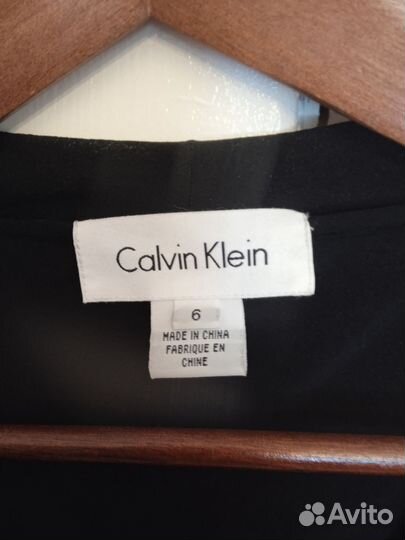 Calvin Klein
6
MADE IN CHINA
FABRIQUE EN
CHINE
Avito